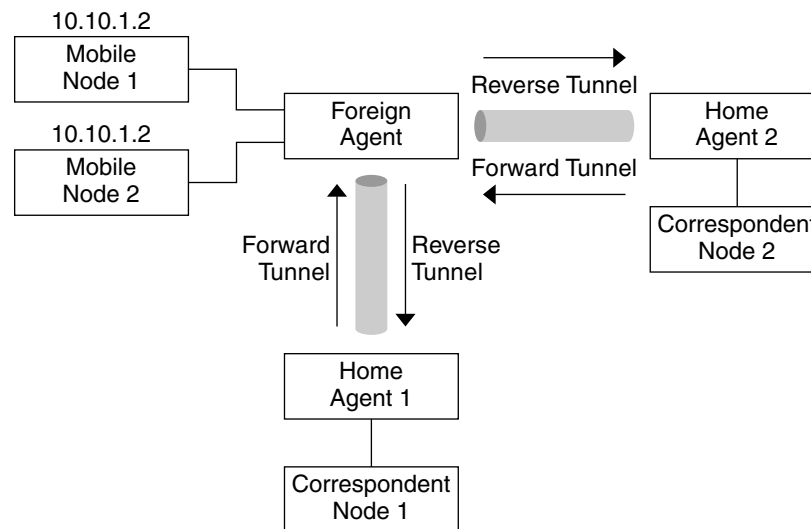 10.10.1.2
Mobile
Node 1
10.10.1.2
Mobile
Node 2
Foreign
Agent
Reverse Tunnel
Forward Tunnel
Home
Agent 2
Correspondent
Node 2
Forward
Tunnel
Reverse
Tunnel
Home
Agent 1
Correspondent
Node 1